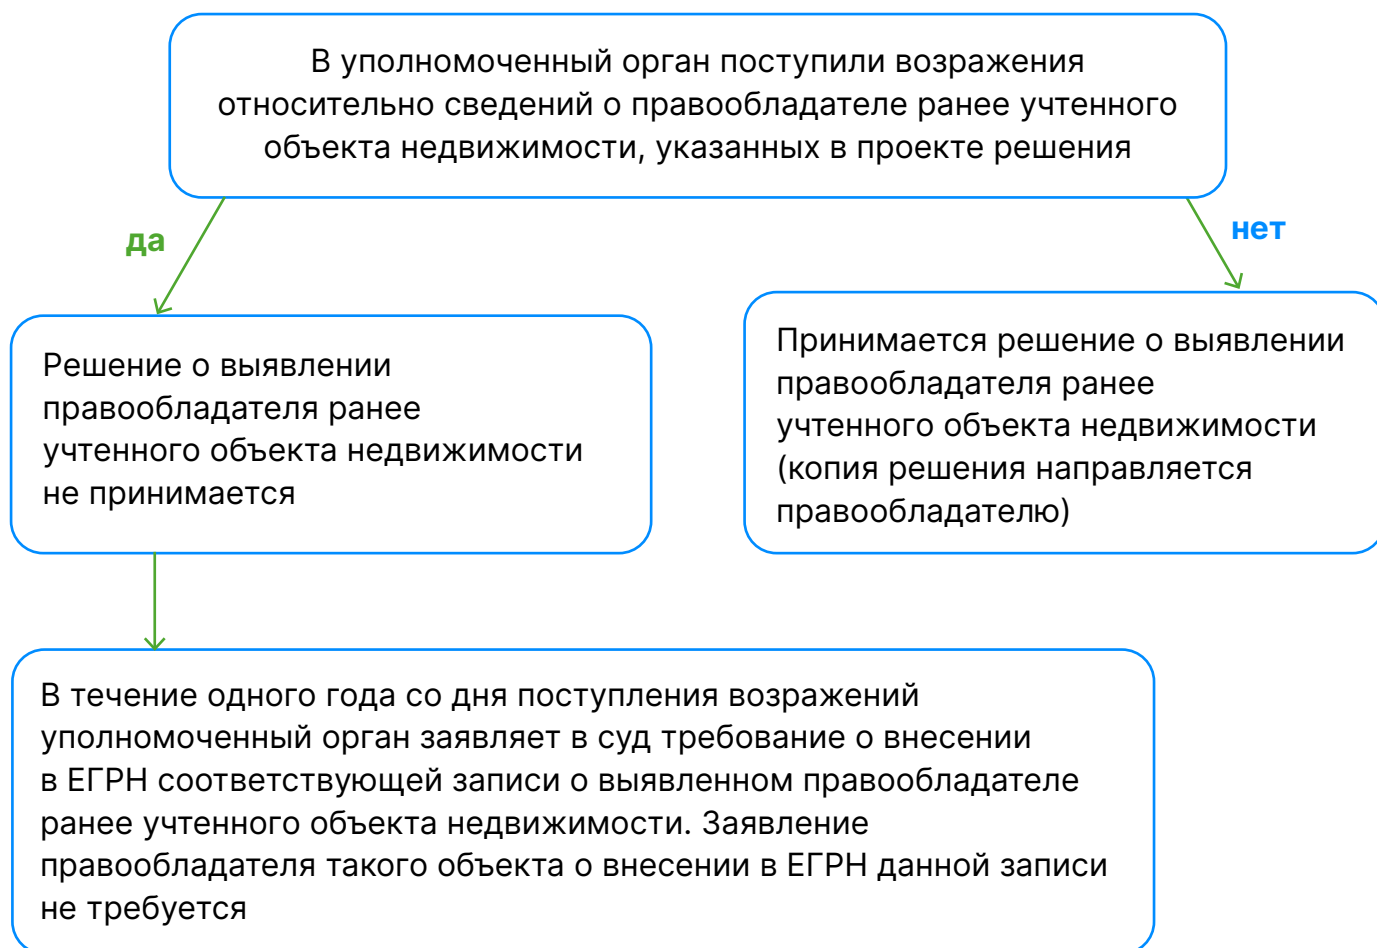 В уполномоченный орган поступили возражения
относительно сведений о правообладателе ранее учтенного
объекта недвижимости, указанных в проекте решения
да
нет
Решение о выявлении
правообладателя ранее
учтенного объекта недвижимости
не принимается
Принимается решение о выявлении
правообладателя ранее
учтенного объекта недвижимости
(копия решения направляется
правообладателю)
В течение одного года со дня поступления возражений
уполномоченный орган заявляет в суд требование о внесении
в ЕГРН соответствующей записи о выявленном правообладателе
ранее учтенного объекта недвижимости. Заявление
правообладателя такого объекта о внесении в ЕГРН данной записи
не требуется